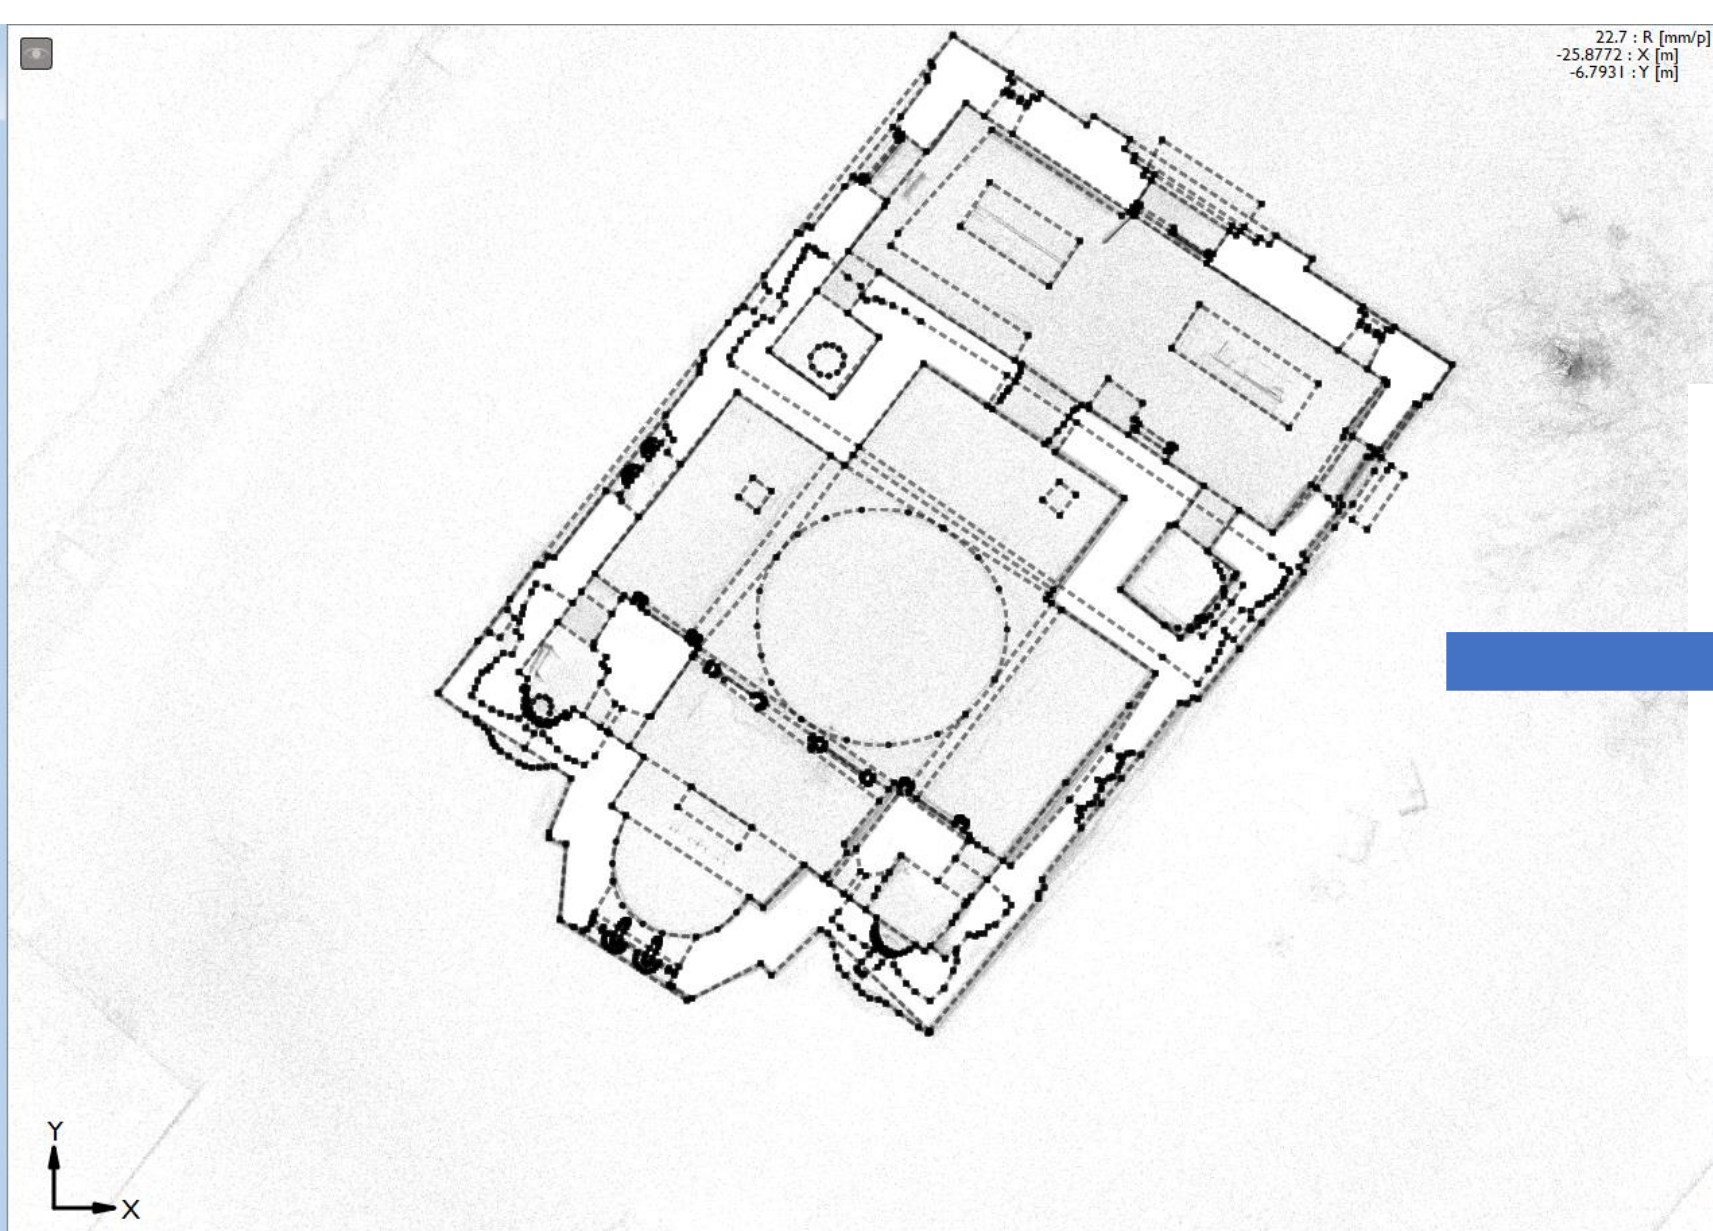 22.7 : R [mm/p]
-25.8772 : X [m]
-6.7931 : Y [m]
Y
X